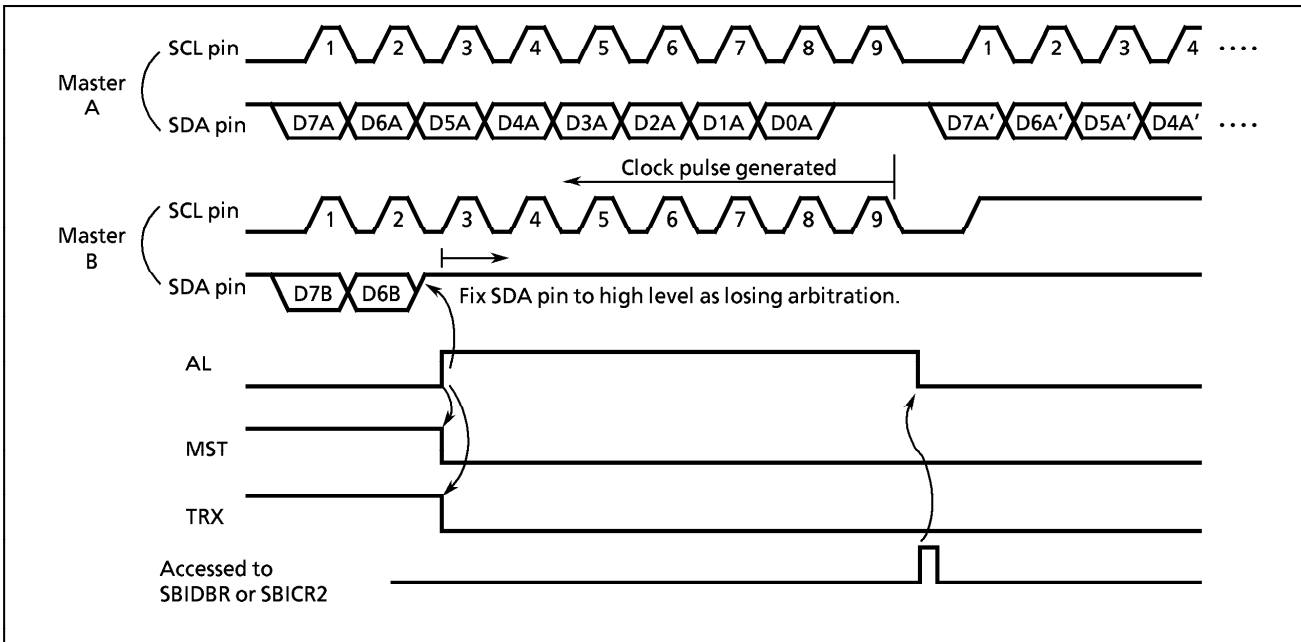 SCL pin 1 2 3 4 5 6 7 8 9 1 2 3 4 ····
Master
A
SDA pin D7A D6A D5A D4A D3A D2A D1A D0A D7A′ D6A′ D5A′ D4A′ ····
Clock pulse generated
SCL pin 1 2 3 4 5 6 7 8 9
Master
B
SDA pin D7B D6B
Fix SDA pin to high level as losing arbitration.
AL
MST
TRX
Accessed to
SBIDBR or SBICR2